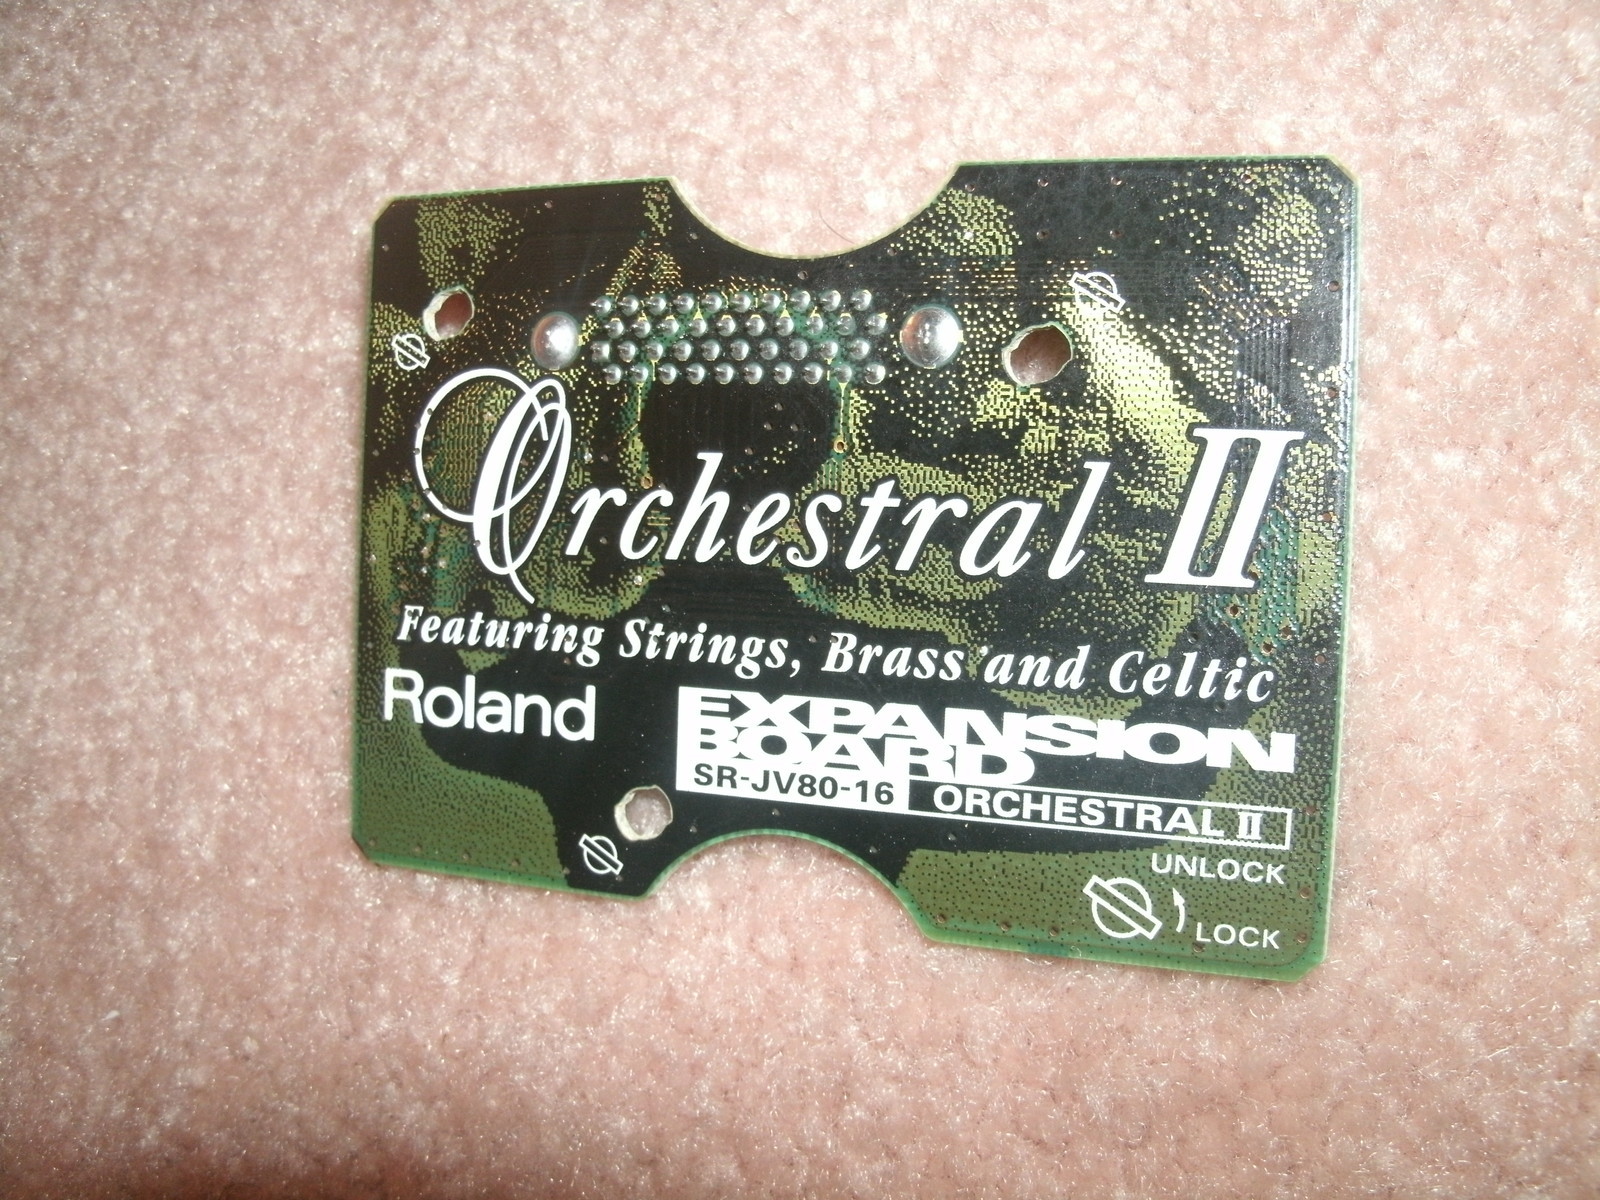 Orchestral II
Featuring Strings, Brass and Celtic
Roland
EXPANSION
BOARD
SR-JV80-16 ORCHESTRAL II
UNLOCK
LOCK